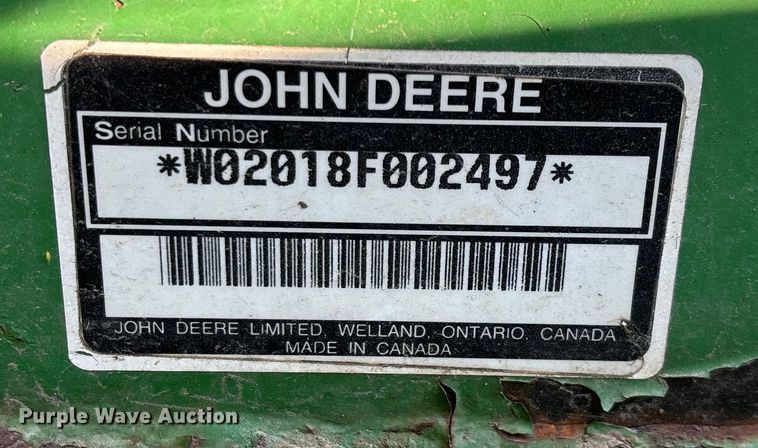 JOHN DEERE
Serial Number
*W02018F002497*
JOHN DEERE LIMITED, WELLAND, ONTARIO, CANADA
MADE IN CANADA
Purple Wave Auction